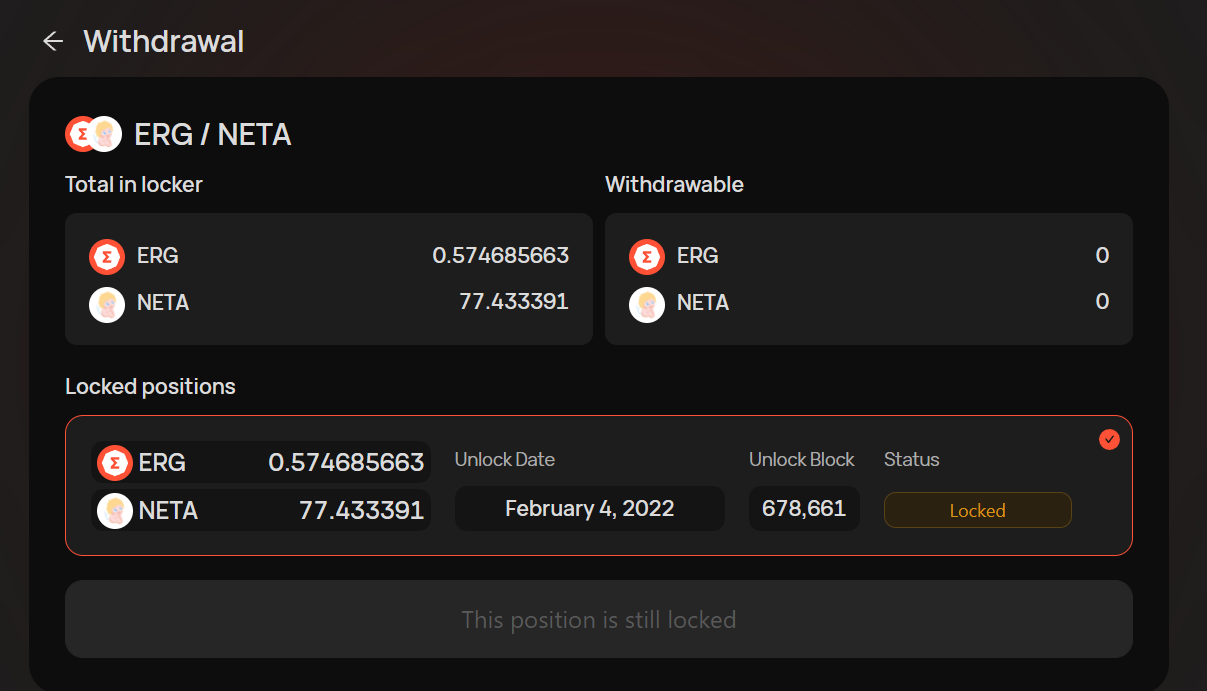 Withdrawal
ERG / NETA
Total in locker
Withdrawable
ERG 0.574685663
NETA 77.433391
ERG 0
NETA 0
Locked positions
ERG 0.574685663
NETA 77.433391
Unlock Date
February 4, 2022
Unlock Block
678,661
Status
Locked
This position is still locked